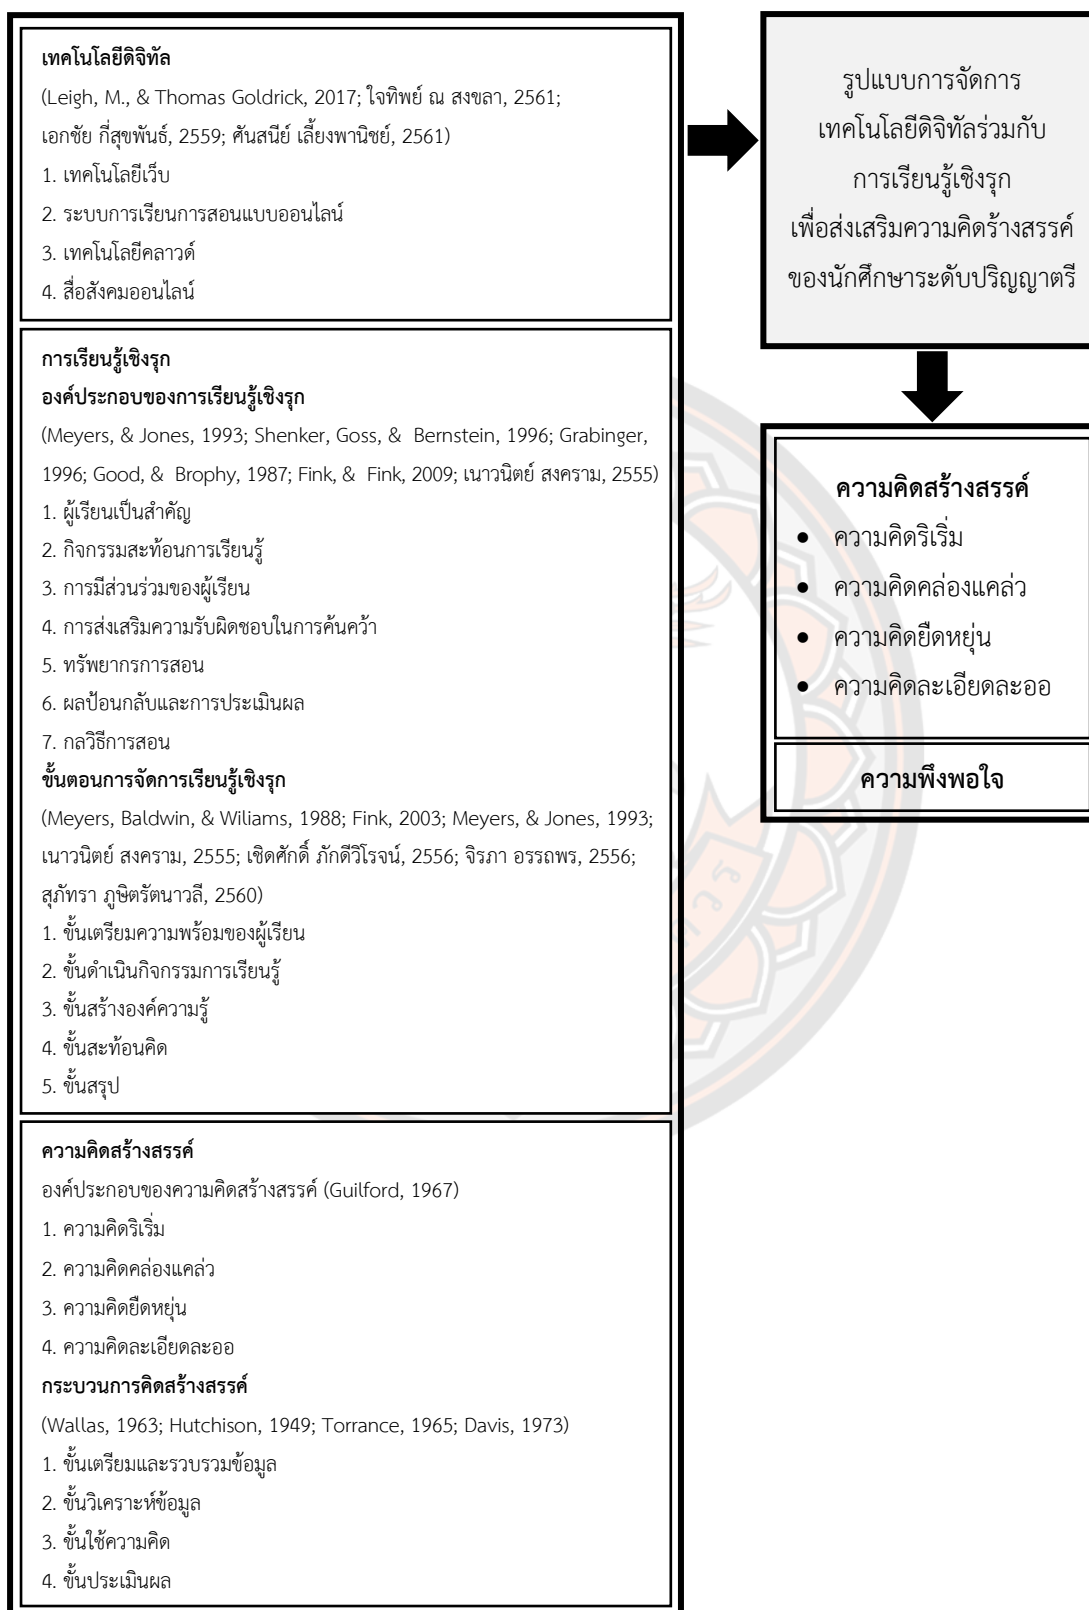 เทคโนโลยีดิจิทัล
(Leigh, M., & Thomas Goldrick, 2017; ใจทิพย์ ณ สงขลา, 2561;
เอกชัย กี่สุขพันธ์, 2559; ศันสนีย์ เลี้ยงพานิชย์, 2561)
1. เทคโนโลยีเว็บ
2. ระบบการเรียนการสอนแบบออนไลน์
3. เทคโนโลยีคลาวด์
4. สื่อสังคมออนไลน์
การเรียนรู้เชิงรุก
องค์ประกอบของการเรียนรู้เชิงรุก
(Meyers, & Jones, 1993; Shenker, Goss, & Bernstein, 1996; Grabinger,
1996; Good, & Brophy, 1987; Fink, & Fink, 2009; เนาวนิตย์ สงคราม, 2555)
1. ผู้เรียนเป็นสำคัญ
2. กิจกรรมสะท้อนการเรียนรู้
3. การมีส่วนร่วมของผู้เรียน
4. การส่งเสริมความรับผิดชอบในการค้นคว้า
5. ทรัพยากรการสอน
6. ผลป้อนกลับและการประเมินผล
7. กลวิธีการสอน
ขั้นตอนการจัดการเรียนรู้เชิงรุก
(Meyers, Baldwin, & Wiliams, 1988; Fink, 2003; Meyers, & Jones, 1993;
เนาวนิตย์ สงคราม, 2555; เชิดศักดิ์ ภักดีวิโรจน์, 2556; จิรภา อรรถพร, 2556;
สุภัทรา ภูษิตรัตนาวลี, 2560)
1. ขั้นเตรียมความพร้อมของผู้เรียน
2. ขั้นดำเนินกิจกรรมการเรียนรู้
3. ขั้นสร้างองค์ความรู้
4. ขั้นสะท้อนคิด
5. ขั้นสรุป
ความคิดสร้างสรรค์
องค์ประกอบของความคิดสร้างสรรค์ (Guilford, 1967)
1. ความคิดริเริ่ม
2. ความคิดคล่องแคล่ว
3. ความคิดยืดหยุ่น
4. ความคิดละเอียดละออ
กระบวนการคิดสร้างสรรค์
(Wallas, 1963; Hutchison, 1949; Torrance, 1965; Davis, 1973)
1. ขั้นเตรียมและรวบรวมข้อมูล
2. ขั้นวิเคราะห์ข้อมูล
3. ขั้นใช้ความคิด
4. ขั้นประเมินผล
รูปแบบการจัดการ
เทคโนโลยีดิจิทัลร่วมกับ
การเรียนรู้เชิงรุก
เพื่อส่งเสริมความคิดร้างสรรค์
ของนักศึกษาระดับปริญญาตรี
ความคิดสร้างสรรค์
• ความคิดริเริ่ม
• ความคิดคล่องแคล่ว
• ความคิดยืดหยุ่น
• ความคิดละเอียดละออ
ความพึงพอใจ